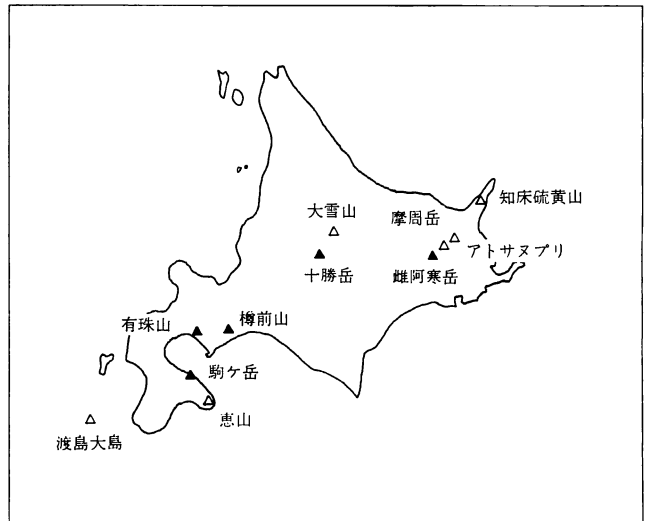 知床硫黄山
大雪山
摩周岳
アトサヌプリ
十勝岳
雌阿寒岳
有珠山
樽前山
駒ケ岳
恵山
渡島大島